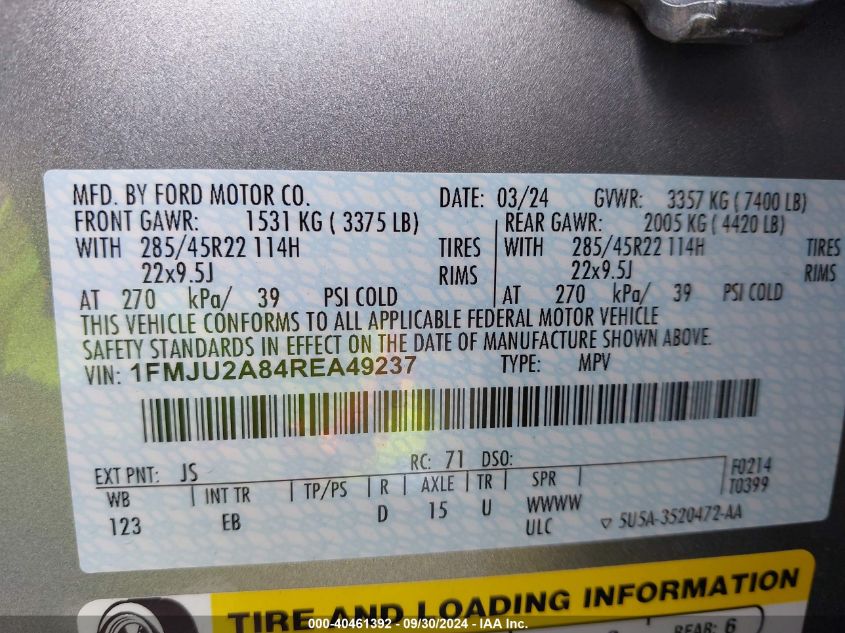 MFD. BY FORD MOTOR CO. DATE: 03/24 GVWR: 3357 KG ( 7400 LB)
FRONT GAWR: 1531 KG ( 3375 LB) REAR GAWR: 2005 KG ( 4420 LB)
WITH 285/45R22 114H TIRES WITH 285/45R22 114H TIRES
22x9.5J RIMS 22x9.5J RIMS
AT 270 kPa/ 39 PSI COLD AT 270 kPa/ 39 PSI COLD
THIS VEHICLE CONFORMS TO ALL APPLICABLE FEDERAL MOTOR VEHICLE
SAFETY STANDARDS IN EFFECT ON THE DATE OF MANUFACTURE SHOWN ABOVE.
VIN: 1FMJU2A84REA49237 TYPE: MPV
EXT PNT: JS RC: 71 DSO: F0214
WB INT TR TP/PS R AXLE TR SPR T0399
123 EB D 15 U WWWW
ULC 5U5A-3520472-AA
TIRE AND LOADING INFORMATION
REAR: 6
000-40461392 - 09/30/2024 - IAA Inc.